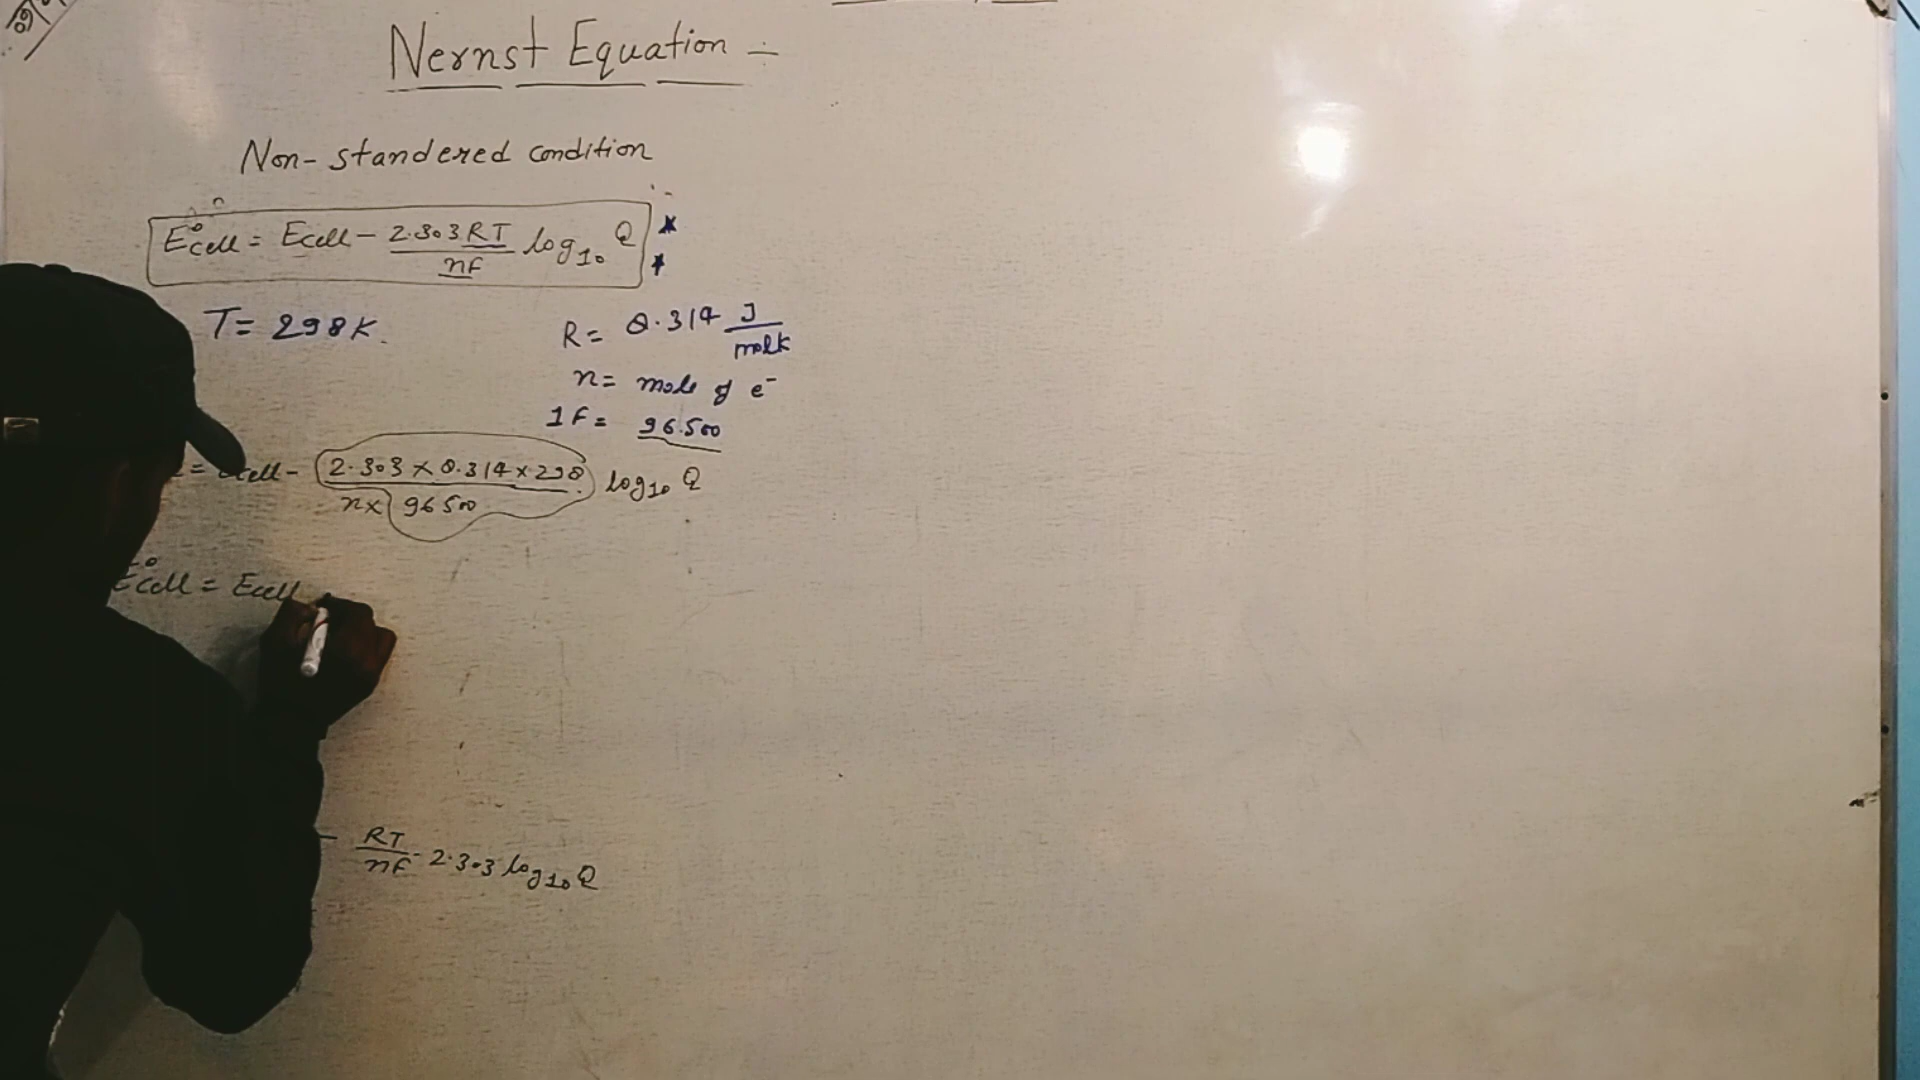 Nernst Equation -
Non-standered condition
E°cell = Ecell - 2.303 RT / nF log10 Q
T = 298K.
R = 8.314 J / molK
n = mole of e-
1F = 96500
= Ecell - 2.303 × 8.314 × 298 / n × 96500 log10 Q
E°cell = Ecell
- RT / nF 2.303 log10 Q